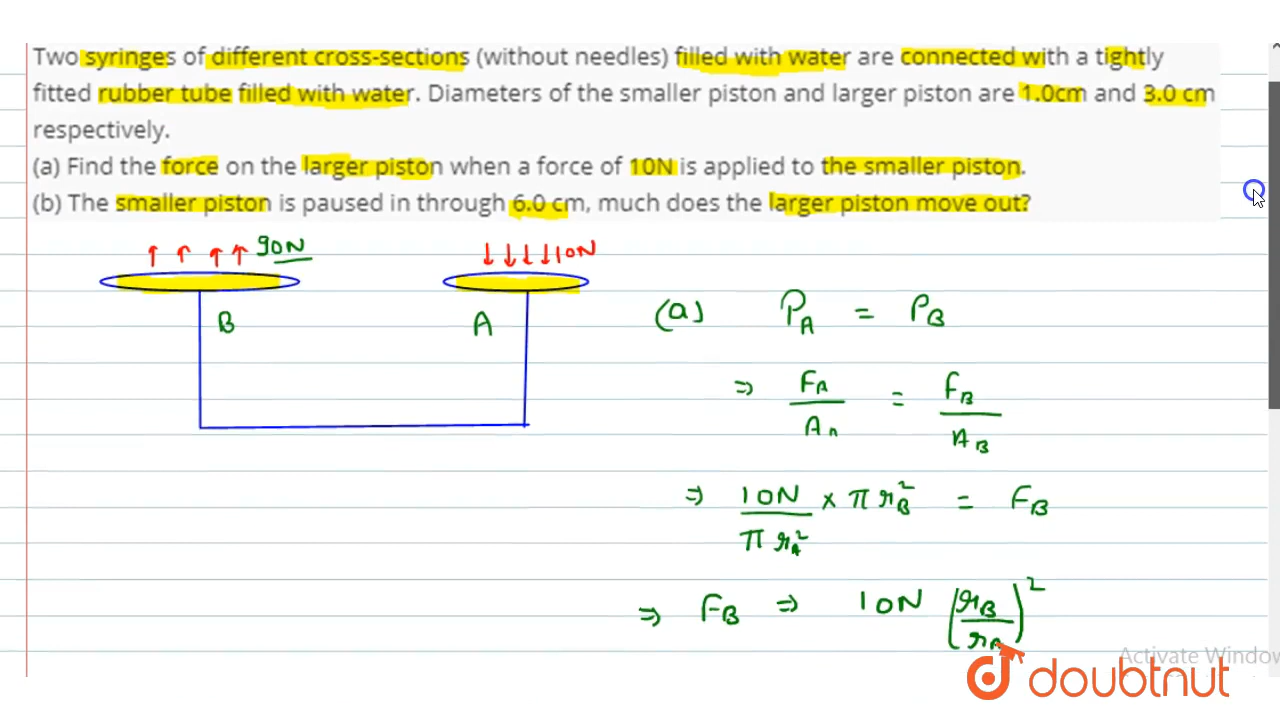 Two syringes of different cross-sections (without needles) filled with water are connected with a tightly
fitted rubber tube filled with water. Diameters of the smaller piston and larger piston are 1.0cm and 3.0 cm
respectively.
(a) Find the force on the larger piston when a force of 10N is applied to the smaller piston.
(b) The smaller piston is paused in through 6.0 cm, much does the larger piston move out?
↑ ↑ ↑ ↑ 90N ↓ ↓ ↓ ↓ 10N
B A (a) P_A = P_B
⇒ F_A / A_A = F_B / A_B
⇒ 10N / π r_A² × π r_B² = F_B
⇒ F_B ⇒ 10N (r_B / r_A)²
Activate Window
doubtnut